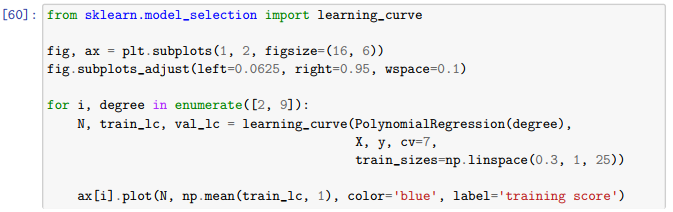 [60]: from sklearn.model_selection import learning_curve
fig, ax = plt.subplots(1, 2, figsize=(16, 6))
fig.subplots_adjust(left=0.0625, right=0.95, wspace=0.1)
for i, degree in enumerate([2, 9]):
    N, train_lc, val_lc = learning_curve(PolynomialRegression(degree),
                                         X, y, cv=7,
                                         train_sizes=np.linspace(0.3, 1, 25))
    ax[i].plot(N, np.mean(train_lc, 1), color='blue', label='training score')